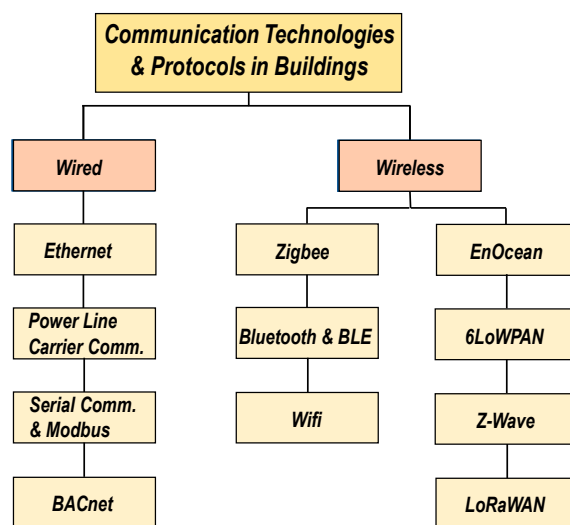 Communication Technologies
& Protocols in Buildings
Wired
Wireless
Ethernet
Zigbee
EnOcean
Power Line
Carrier Comm.
Bluetooth & BLE
6LoWPAN
Serial Comm.
& Modbus
Wifi
Z-Wave
BACnet
LoRaWAN